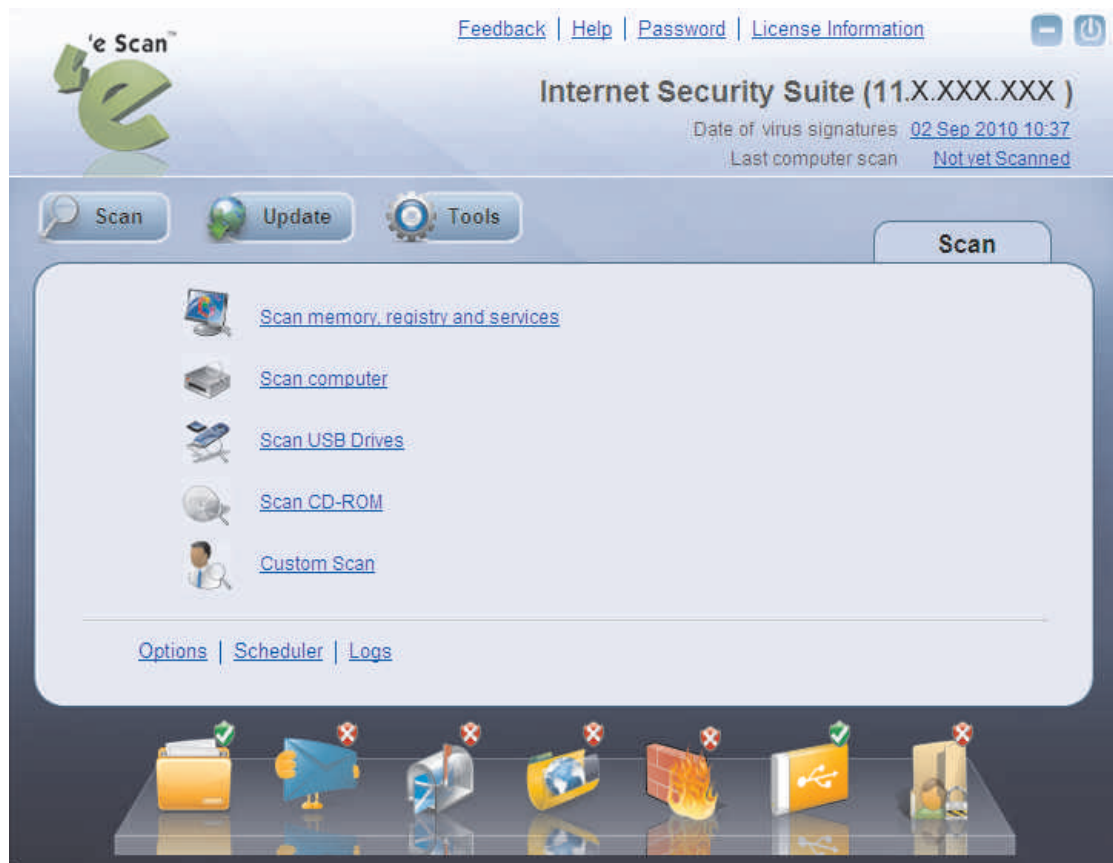 'e Scan™
Feedback | Help | Password | License Information
Internet Security Suite (11.X.XXX.XXX )
Date of virus signatures 02 Sep 2010 10:37
Last computer scan Not yet Scanned
Scan Update Tools
Scan
Scan memory, registry and services
Scan computer
Scan USB Drives
Scan CD-ROM
Custom Scan
Options | Scheduler | Logs